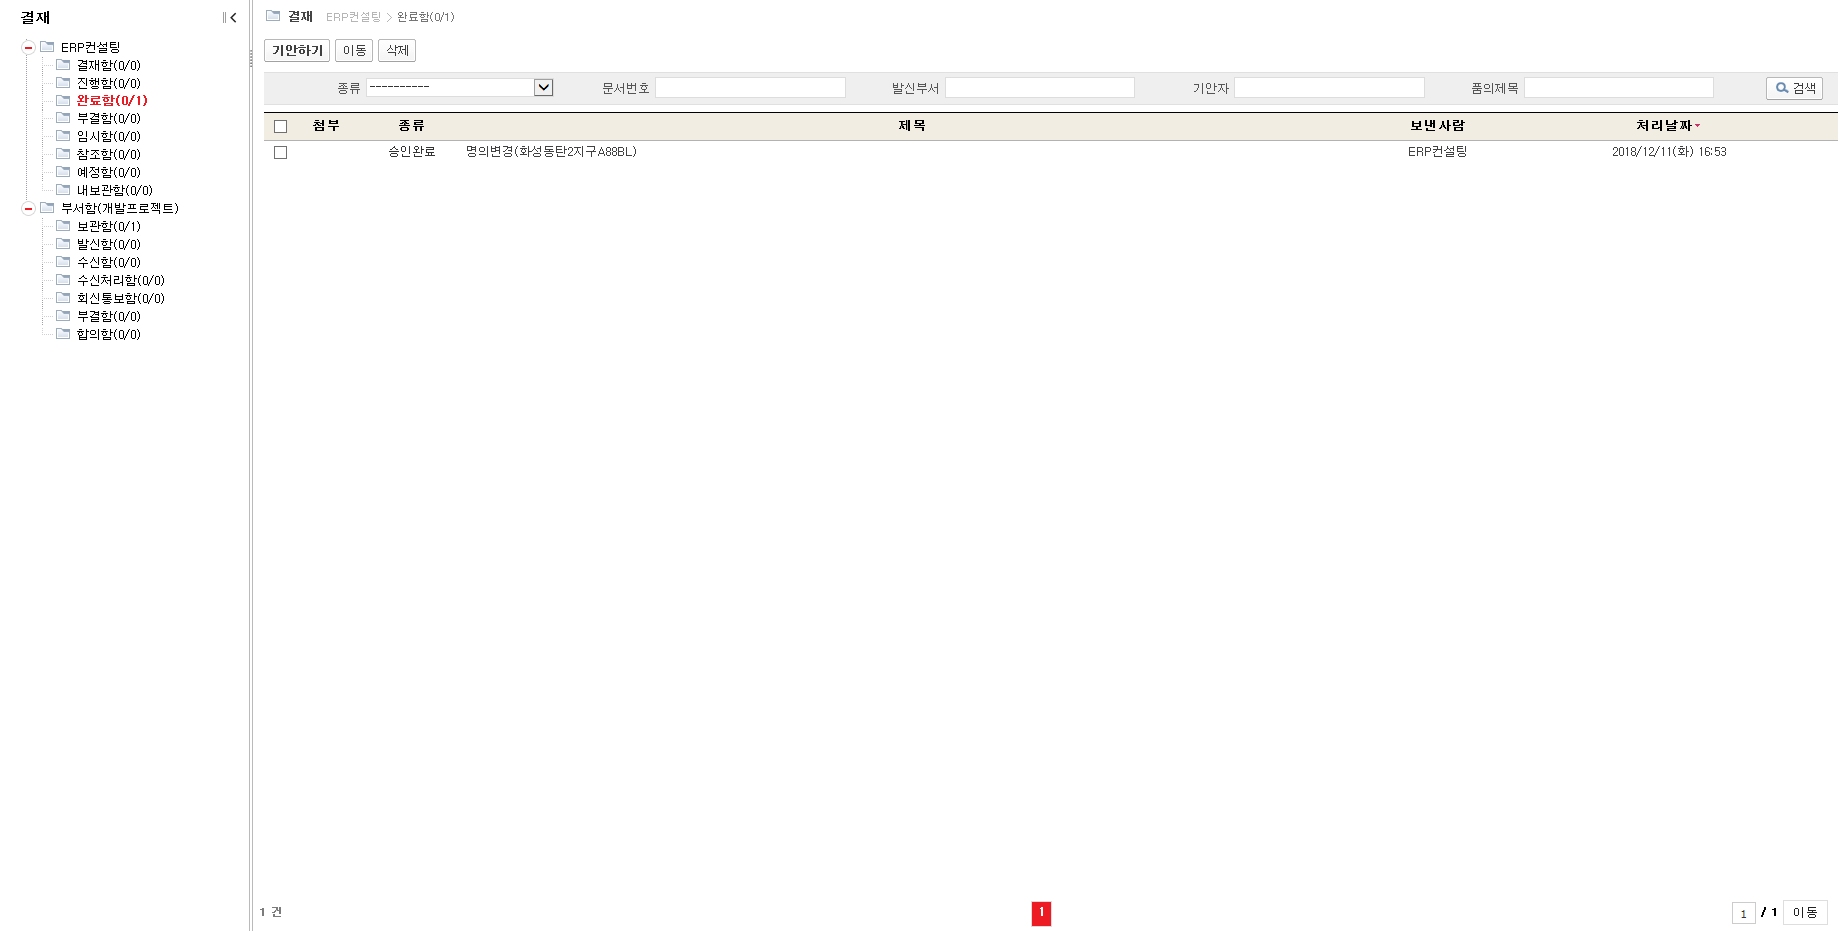 결재
ERP컨설팅
결재함(0/0)
진행함(0/0)
완료함(0/1)
부결함(0/0)
임시함(0/0)
참조함(0/0)
예정함(0/0)
내보관함(0/0)
부서함(개발프로젝트)
보관함(0/1)
발신함(0/0)
수신함(0/0)
수신처리함(0/0)
회신통보함(0/0)
부결함(0/0)
합의함(0/0)
결재 ERP컨설팅 > 완료함(0/1)
기안하기 이동 삭제
종류 ---------- 문서번호 발신부서 기안자 품의제목 검색
첨부 종류 제목 보낸사람 처리날짜
승인완료 명의변경(화성동탄2지구A88BL) ERP컨설팅 2018/12/11(화) 16:53
1 건 1 1 / 1 이동